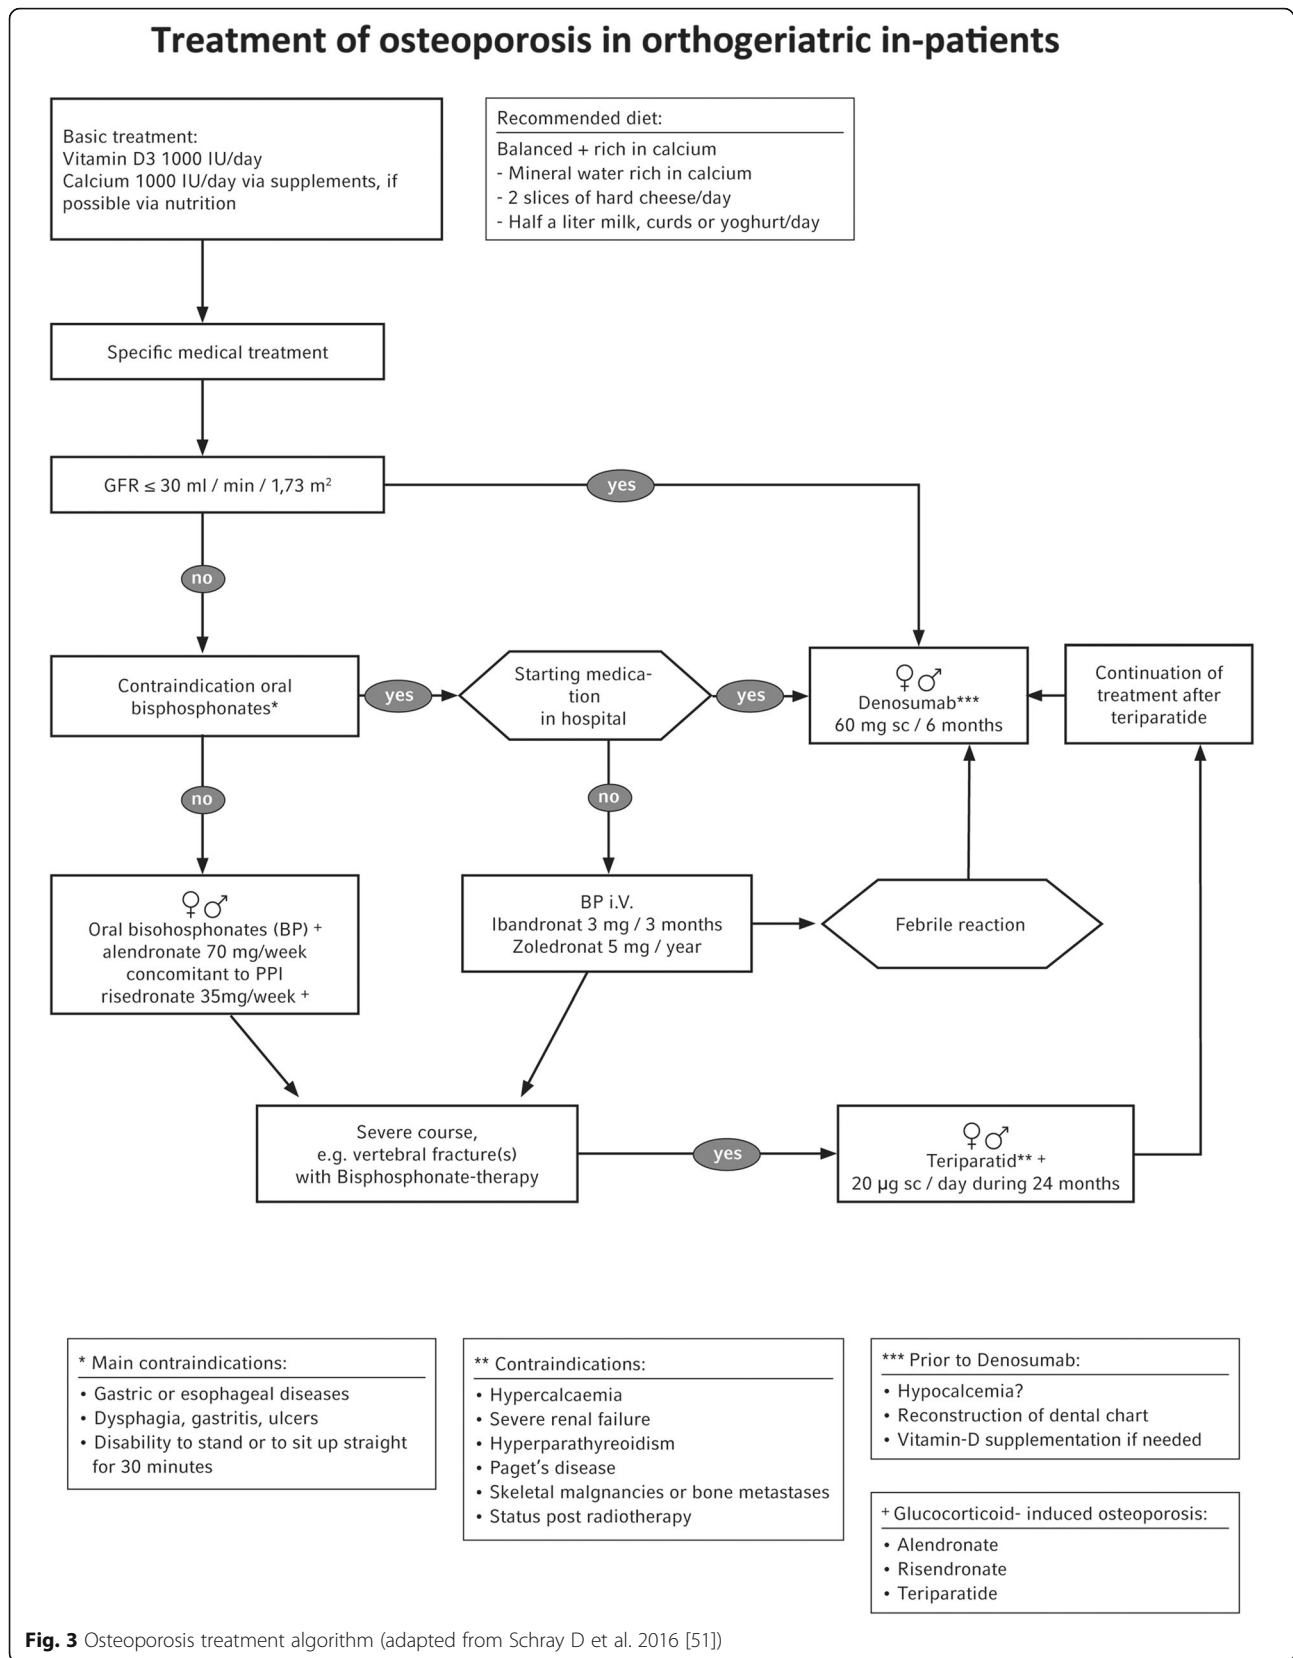 Treatment of osteoporosis in orthogeriatric in-patients
Basic treatment:
Vitamin D3 1000 IU/day
Calcium 1000 IU/day via supplements, if
possible via nutrition
Recommended diet:
Balanced + rich in calcium
- Mineral water rich in calcium
- 2 slices of hard cheese/day
- Half a liter milk, curds or yoghurt/day
Specific medical treatment
GFR ≤ 30 ml / min / 1,73 m²
yes
no
Contraindication oral
bisphosphonates*
yes
Starting medica-
tion
in hospital
yes
♀♂
Denosumab***
60 mg sc / 6 months
Continuation of
treatment after
teriparatide
no
no
♀♂
Oral bisohosphonates (BP) +
alendronate 70 mg/week
concomitant to PPI
risedronate 35mg/week +
BP i.V.
Ibandronat 3 mg / 3 months
Zoledronat 5 mg / year
Febrile reaction
Severe course,
e.g. vertebral fracture(s)
with Bisphosphonate-therapy
yes
♀♂
Teriparatid** +
20 µg sc / day during 24 months
* Main contraindications:
• Gastric or esophageal diseases
• Dysphagia, gastritis, ulcers
• Disability to stand or to sit up straight
for 30 minutes
** Contraindications:
• Hypercalcaemia
• Severe renal failure
• Hyperparathyreoidism
• Paget's disease
• Skeletal malgnancies or bone metastases
• Status post radiotherapy
*** Prior to Denosumab:
• Hypocalcemia?
• Reconstruction of dental chart
• Vitamin-D supplementation if needed
+ Glucocorticoid- induced osteoporosis:
• Alendronate
• Risendronate
• Teriparatide
Fig. 3 Osteoporosis treatment algorithm (adapted from Schray D et al. 2016 [51])